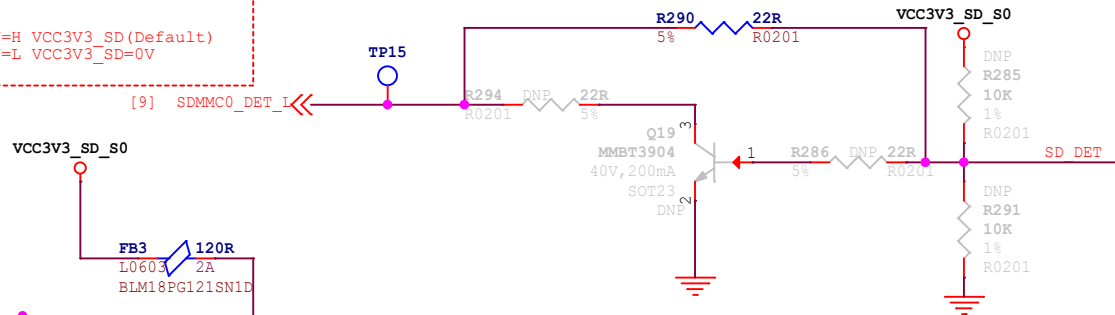 =H VCC3V3_SD(Default)
=L VCC3V3_SD=0V
R290 22R
5% R0201
VCC3V3_SD_S0
TP15
DNP
R285
10K
1%
R0201
[9] SDMMC0_DET_L
R294 DNP 22R
R0201 5%
Q19
MMBT3904
40V,200mA
SOT23
DNP
3
1
2
R286 DNP 22R
5% R0201
SD_DET
VCC3V3_SD_S0
DNP
R291
10K
1%
R0201
FB3 120R
L0603 2A
BLM18PG121SN1D